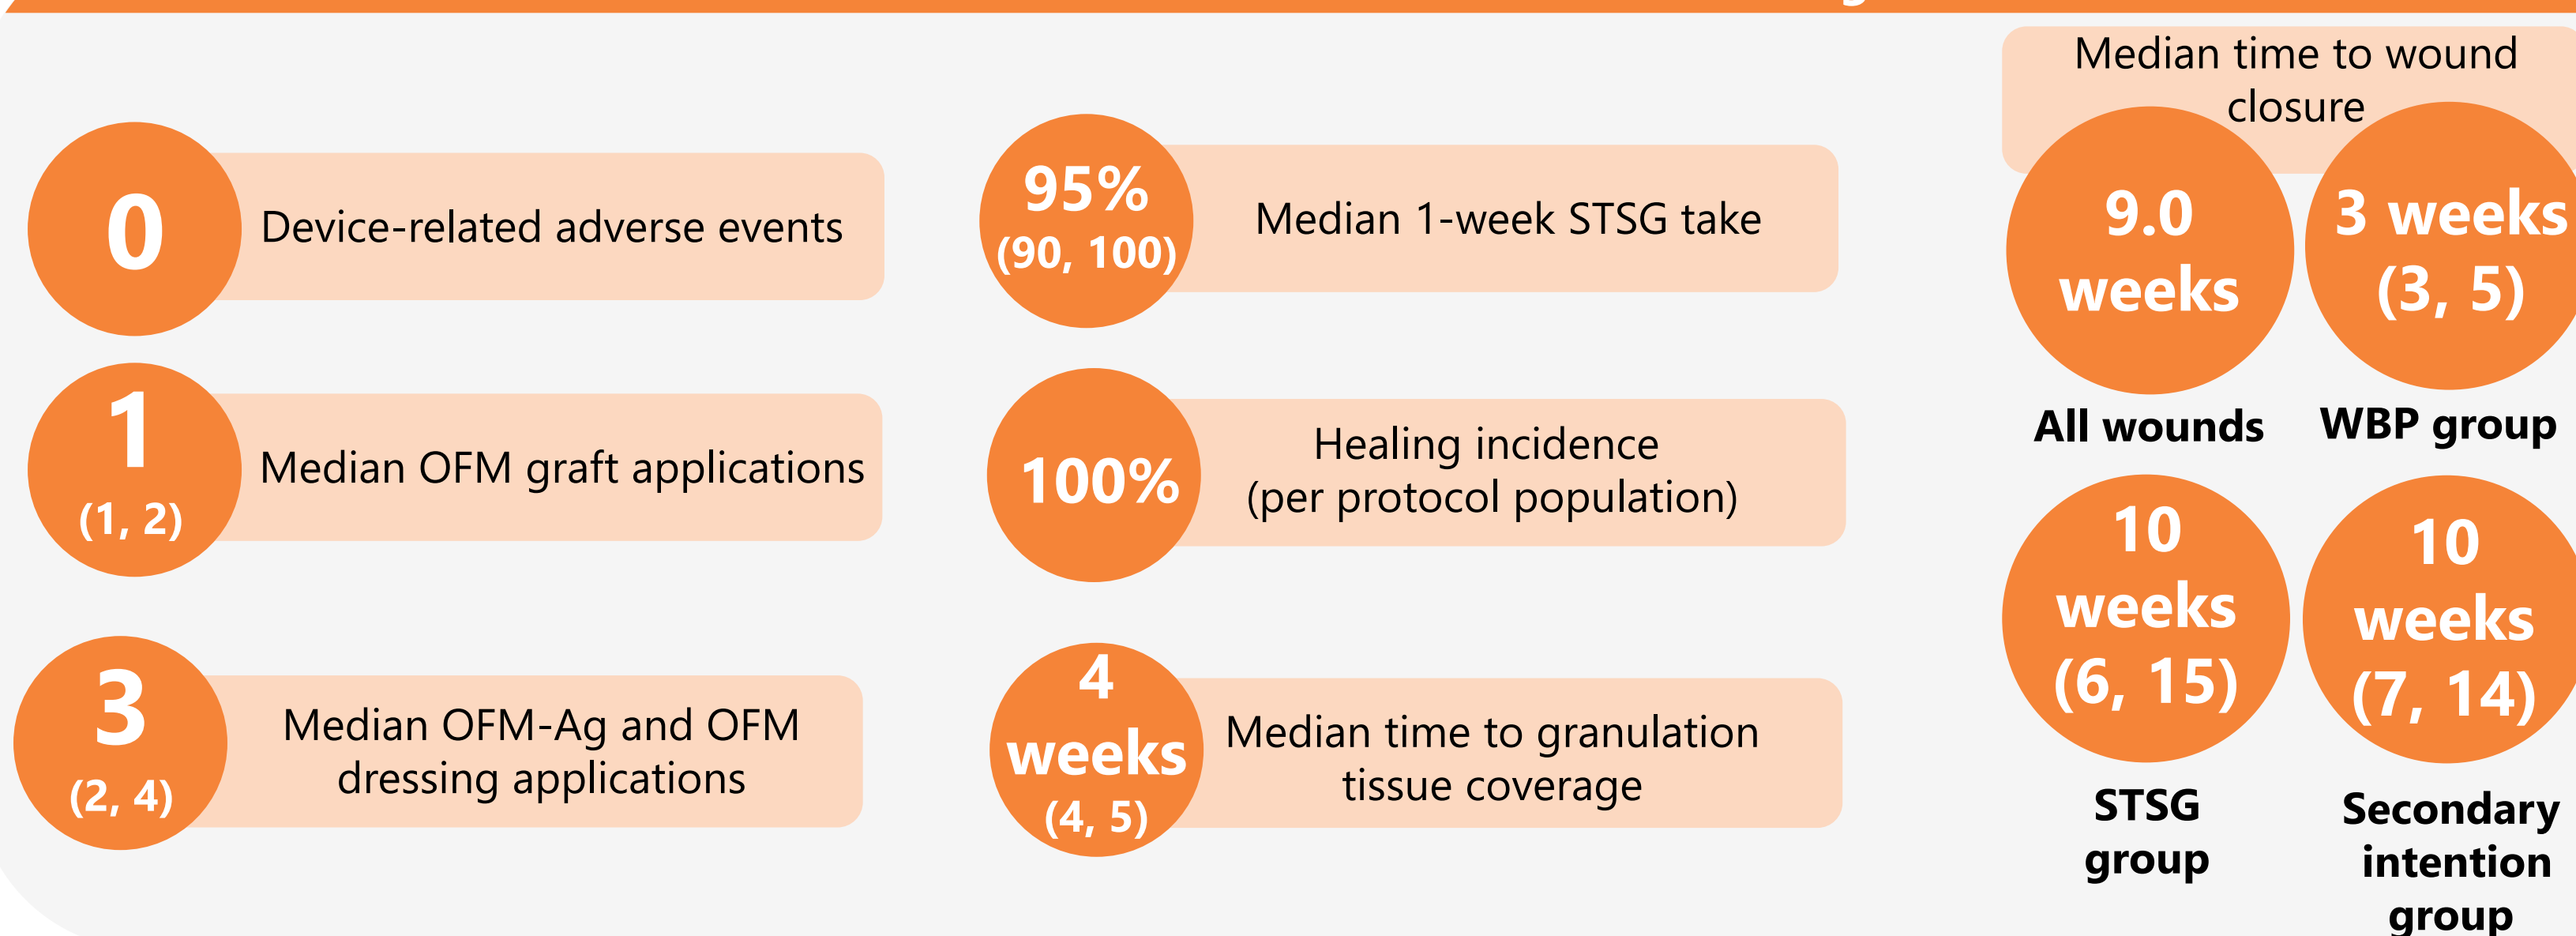 0
Device-related adverse events
1
(1, 2)
Median OFM graft applications
3
(2, 4)
Median OFM-Ag and OFM
dressing applications
95%
(90, 100)
Median 1-week STSG take
100%
Healing incidence
(per protocol population)
4
weeks
(4, 5)
Median time to granulation
tissue coverage
Median time to wound
closure
9.0
weeks
All wounds
3 weeks
(3, 5)
WBP group
10
weeks
(6, 15)
STSG
group
10
weeks
(7, 14)
Secondary
intention
group